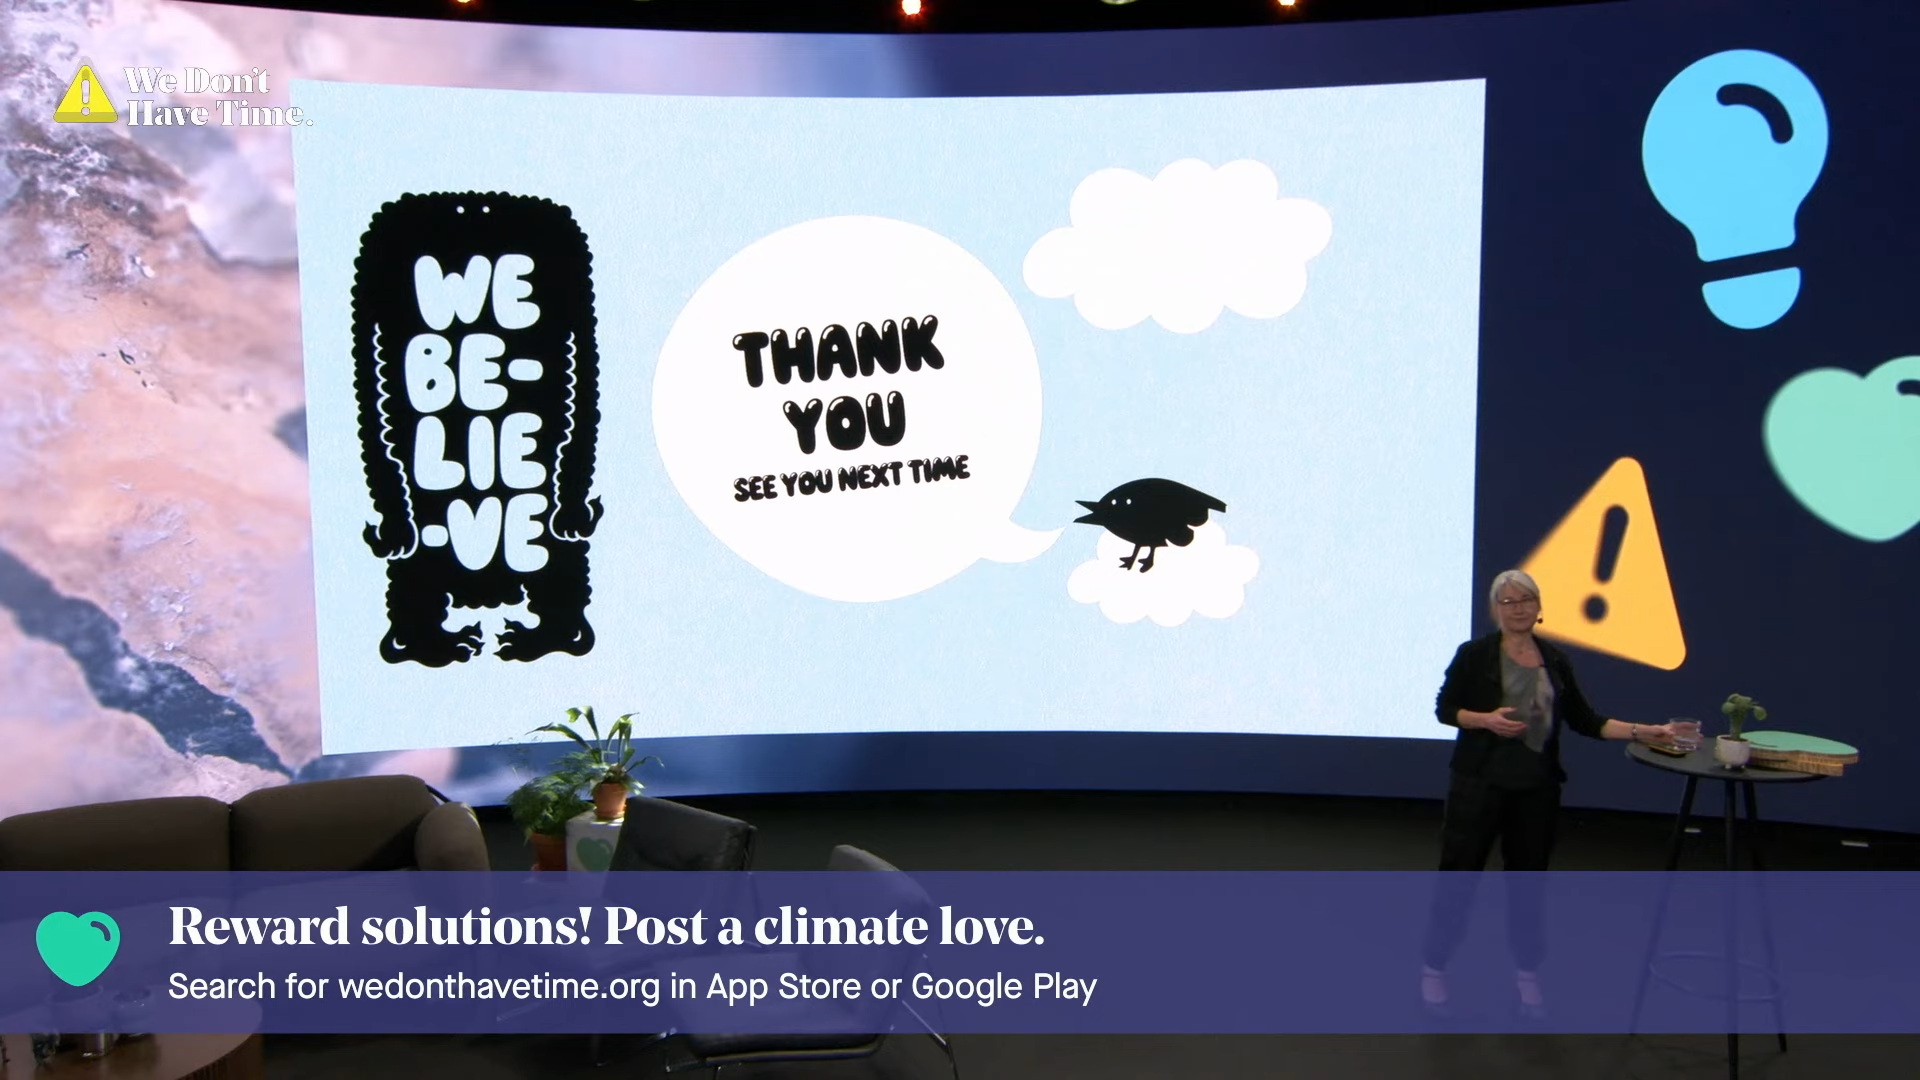 We Don't
Have Time.
WE
BE-
LIE
-VE
THANK
YOU
SEE YOU NEXT TIME
Reward solutions! Post a climate love.
Search for wedonthavetime.org in App Store or Google Play